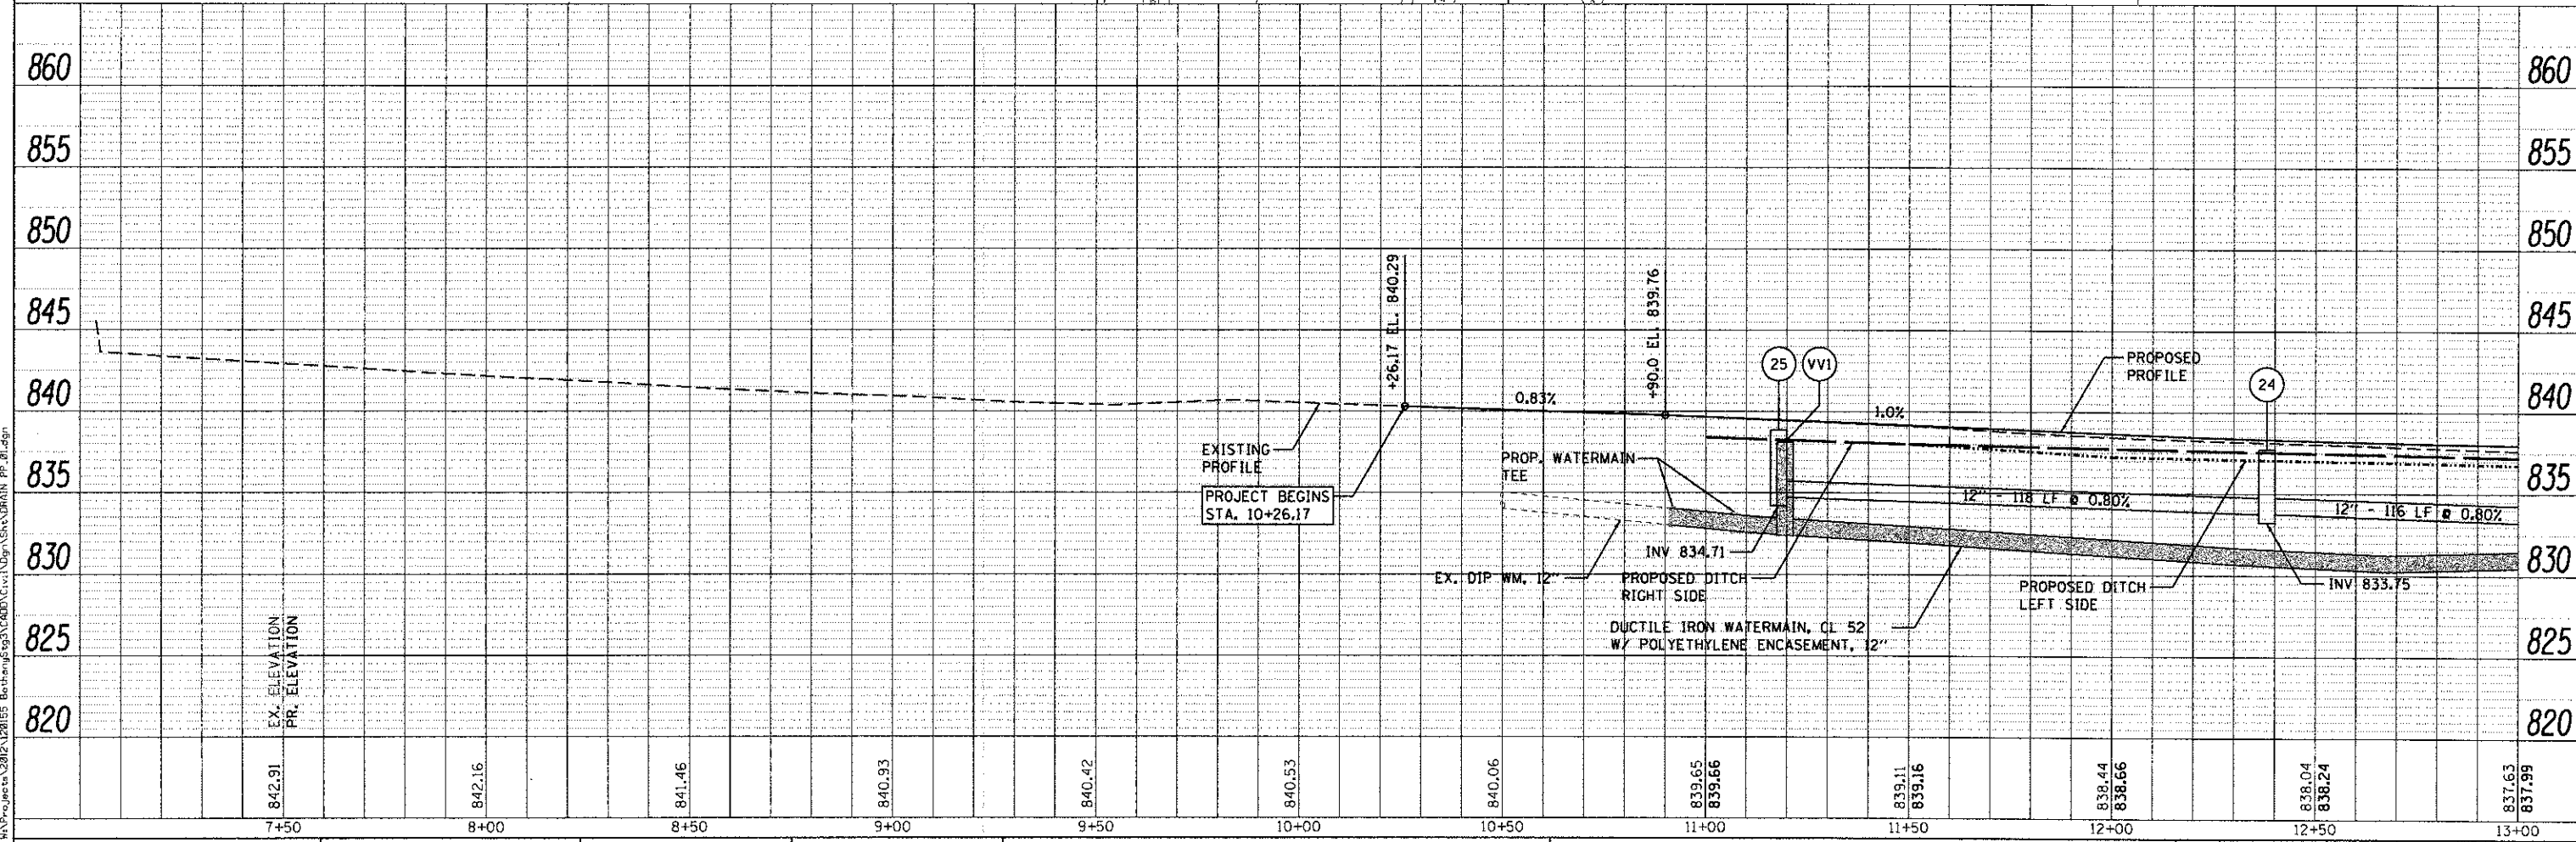 860
860
855
855
850
850
845
845
840
840
835
835
830
830
825
825
820
820
+26.17 EL. 840.29
+90.0 EL. 839.76
25
VV1
24
PROPOSED
PROFILE
0.83%
1.0%
EXISTING
PROFILE
PROJECT BEGINS
STA. 10+26.17
PROP. WATERMAIN
TEE
12" - 118 LF @ 0.80%
12" - 116 LF @ 0.80%
INV 834.71
INV 833.75
EX. DIP WM, 12"
PROPOSED DITCH
RIGHT SIDE
PROPOSED DITCH
LEFT SIDE
DUCTILE IRON WATERMAIN, CL 52
W/ POLYETHYLENE ENCASEMENT, 12"
EX. ELEVATION
PR. ELEVATION
842.91
842.16
841.46
840.93
840.42
840.53
840.06
839.65
839.66
839.11
839.16
838.44
838.66
838.04
838.24
837.63
837.99
7+50
8+00
8+50
9+00
9+50
10+00
10+50
11+00
11+50
12+00
12+50
13+00